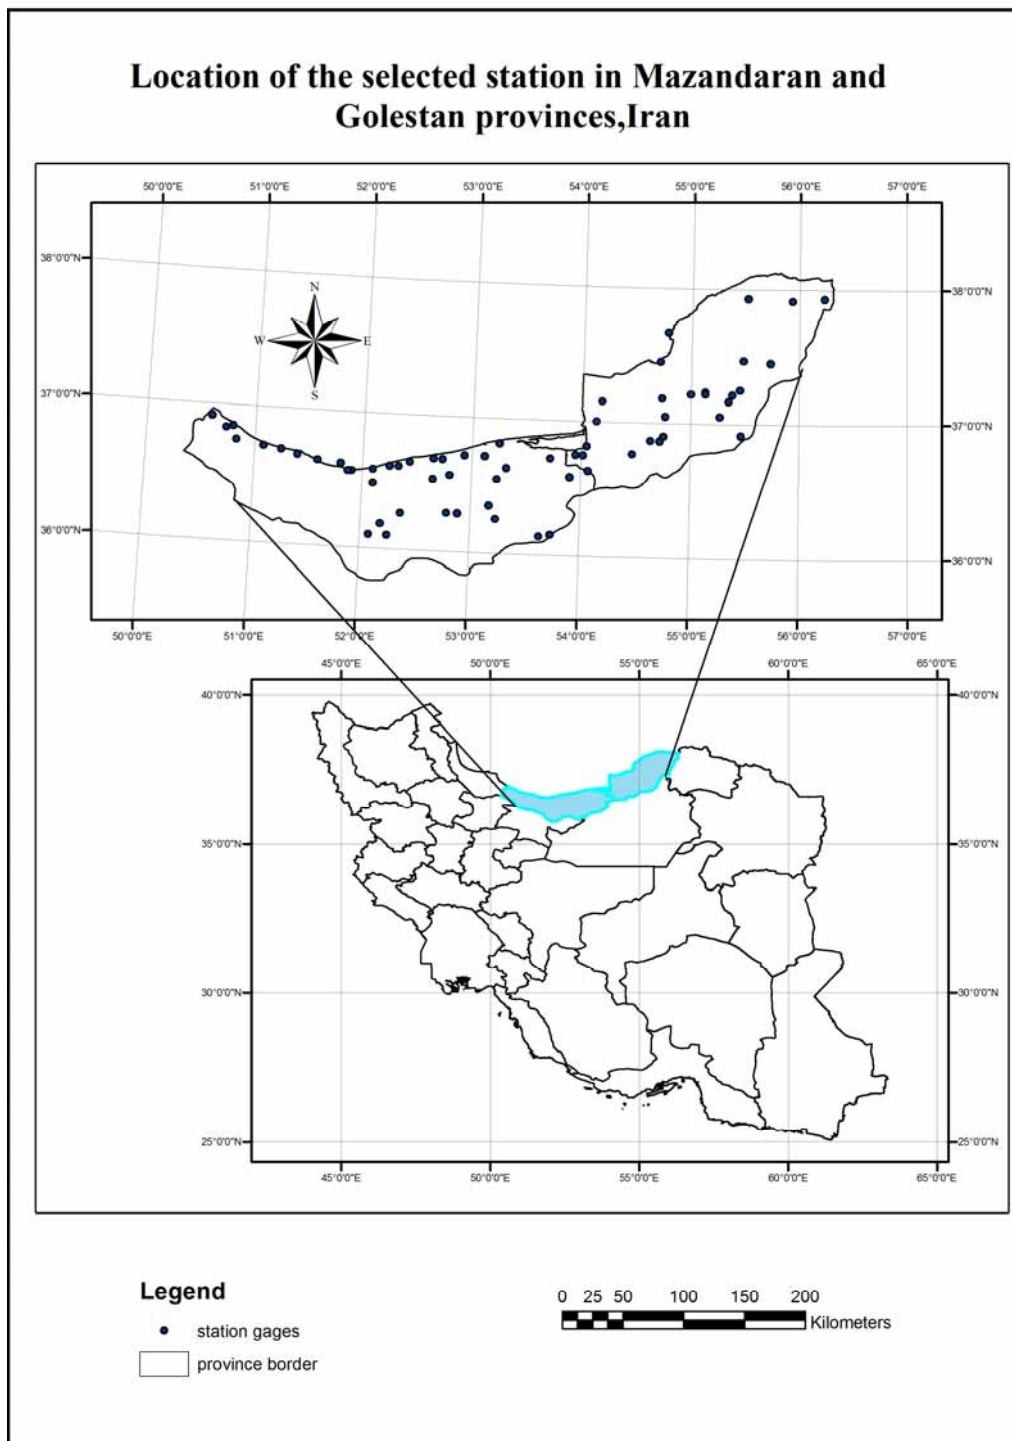 Location of the selected station in Mazandaran and
Golestan provinces,Iran
50°0'0"E 51°0'0"E 52°0'0"E 53°0'0"E 54°0'0"E 55°0'0"E 56°0'0"E 57°0'0"E
38°0'0"N
38°0'0"N
N
W E
S
37°0'0"N
37°0'0"N
36°0'0"N
36°0'0"N
50°0'0"E 51°0'0"E 52°0'0"E 53°0'0"E 54°0'0"E 55°0'0"E 56°0'0"E 57°0'0"E
45°0'0"E 50°0'0"E 55°0'0"E 60°0'0"E 65°0'0"E
40°0'0"N 40°0'0"N
35°0'0"N 35°0'0"N
30°0'0"N 30°0'0"N
25°0'0"N 25°0'0"N
45°0'0"E 50°0'0"E 55°0'0"E 60°0'0"E 65°0'0"E
Legend
station gages
province border
0 25 50 100 150 200
Kilometers